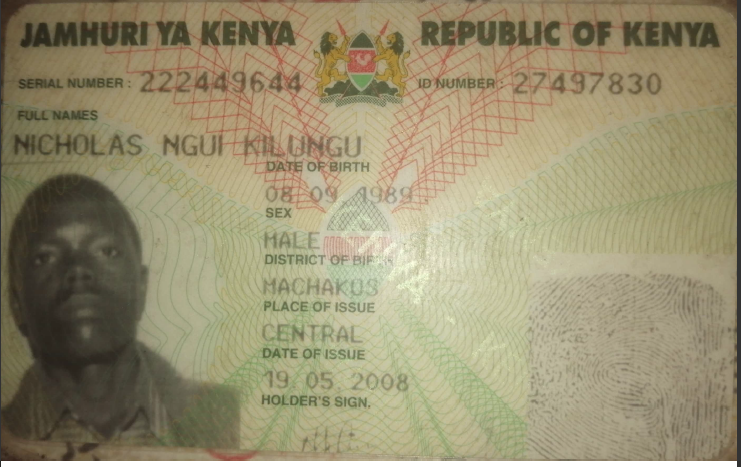 JAMHURI YA KENYA REPUBLIC OF KENYA
SERIAL NUMBER: 222449644 ID NUMBER: 27497830
FULL NAMES
NICHOLAS NGUI KILUNGU
DATE OF BIRTH
08 09 1989
SEX
MALE
DISTRICT OF BIRTH
MACHAKOS
PLACE OF ISSUE
CENTRAL
DATE OF ISSUE
19. 05. 2008
HOLDER'S SIGN.